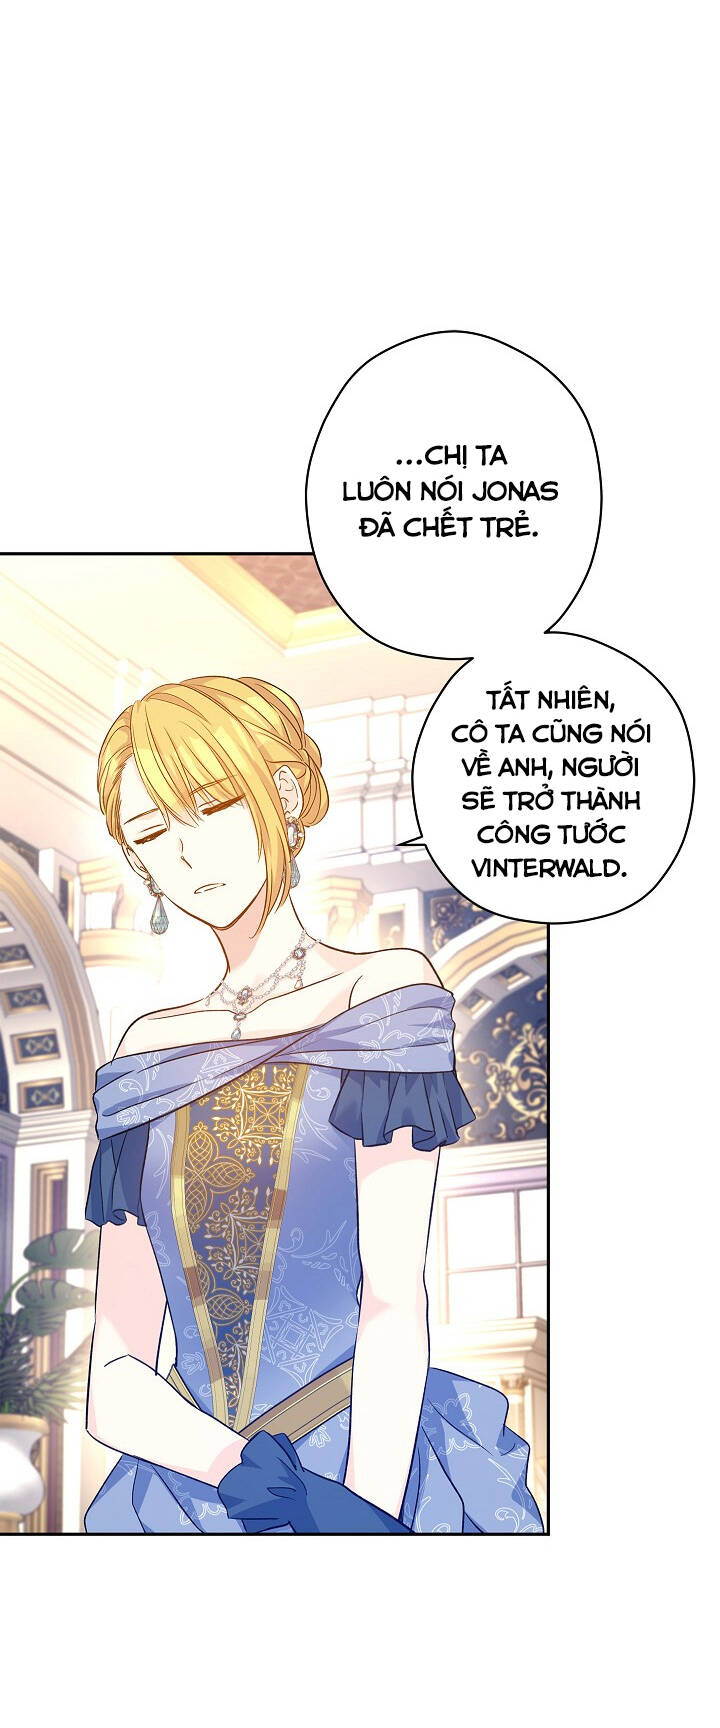 ...CHỊ TA
LUÔN NÓI JONAS
ĐÃ CHẾT TRẺ.
TẤT NHIÊN,
CÔ TA CŨNG NÓI
VỀ ANH, NGƯỜI
SẼ TRỞ THÀNH
CÔNG TƯỚC
VINTERWALD.